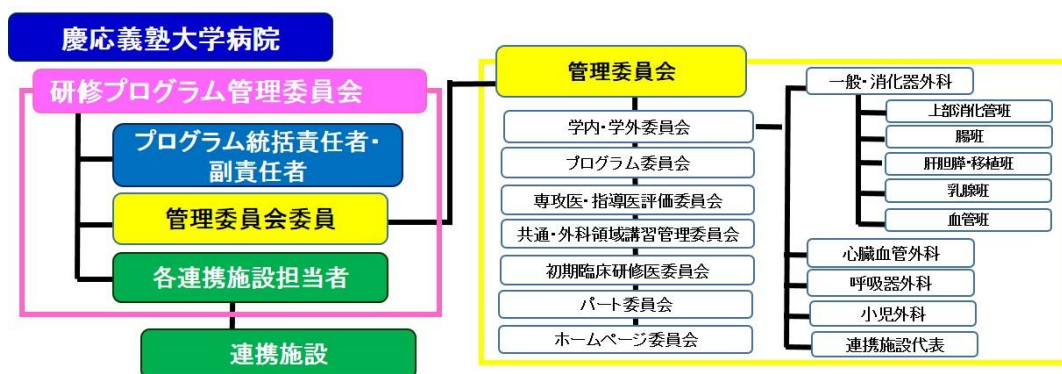 慶応義塾大学病院
研修プログラム管理委員会
プログラム統括責任者・
副責任者
管理委員会委員
各連携施設担当者
連携施設
管理委員会
学内・学外委員会
プログラム委員会
専攻医・指導医評価委員会
共通・外科領域講習管理委員会
初期臨床研修医委員会
パート委員会
ホームページ委員会
一般・消化器外科
上部消化管班
腸班
肝胆膵・移植班
乳腺班
血管班
心臓血管外科
呼吸器外科
小児外科
連携施設代表